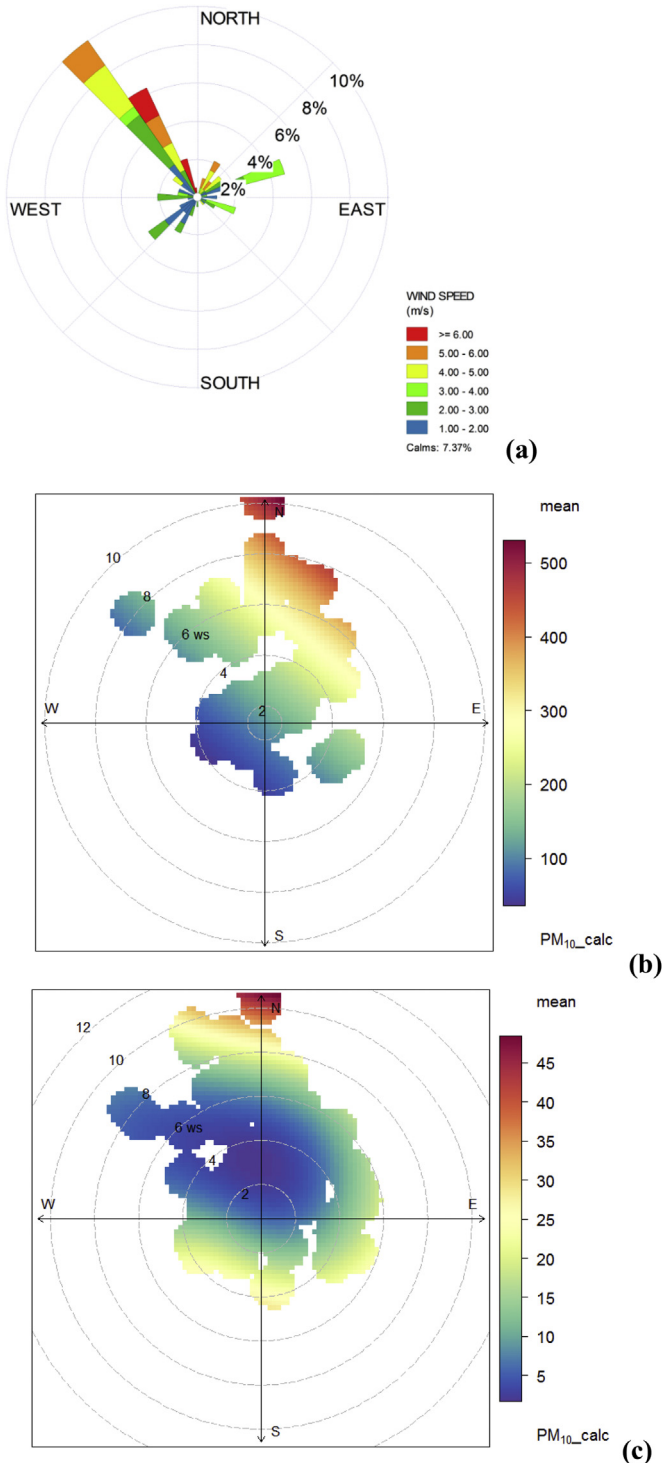 NORTH
10%
8%
6%
4%
2%
WEST
EAST
SOUTH
WIND SPEED
(m/s)
>= 6.00
5.00 - 6.00
4.00 - 5.00
3.00 - 4.00
2.00 - 3.00
1.00 - 2.00
Calms: 7.37%
(a)
mean
N
10
8
6 ws
4
2
W
E
S
500
400
300
200
100
PM₁₀_calc
(b)
mean
N
12
10
8
6 ws
4
2
W
E
S
45
40
35
30
25
20
15
10
5
PM₁₀_calc
(c)